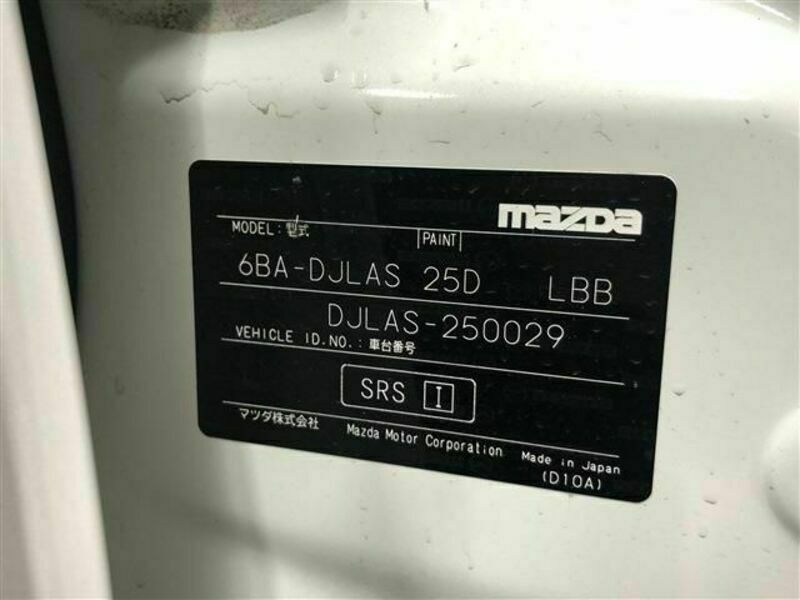 mazda
MODEL:型式 |PAINT|
6BA-DJLAS 25D LBB
DJLAS-250029
VEHICLE ID.NO.:車台番号
SRS I
マツダ株式会社 Mazda Motor Corporation Made in Japan
(D10A)